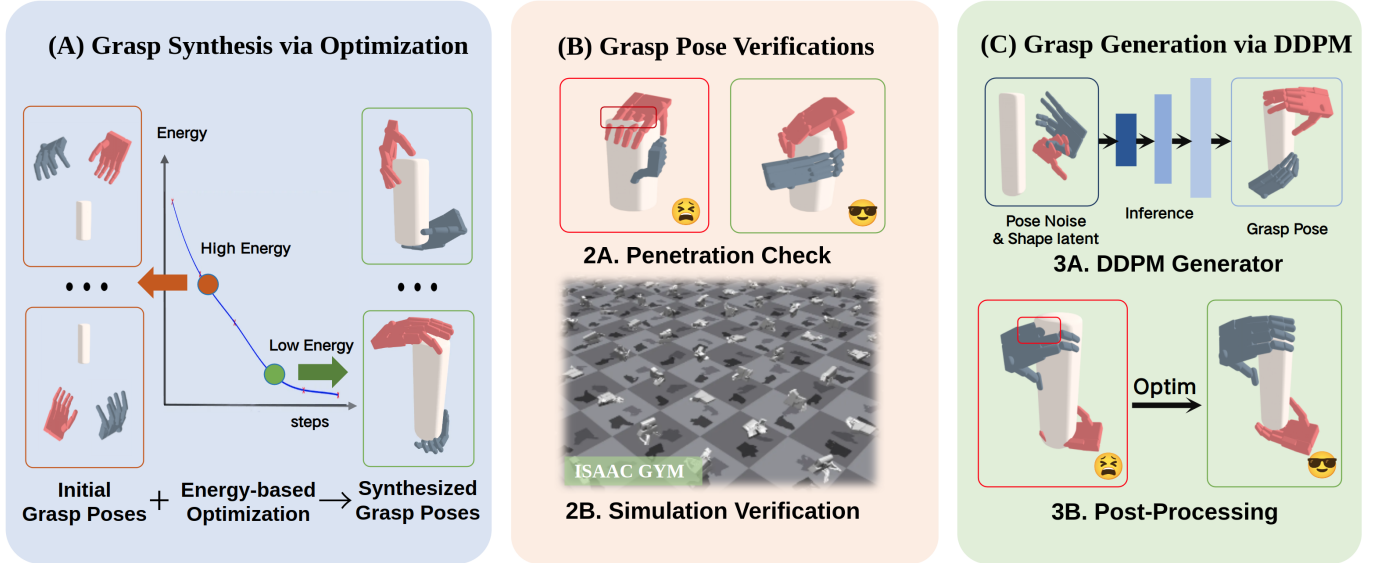 (A) Grasp Synthesis via Optimization
Energy
High Energy
Low Energy
steps
Initial
Grasp Poses
+
Energy-based
Optimization
Synthesized
Grasp Poses
(B) Grasp Pose Verifications
2A. Penetration Check
ISAAC GYM
2B. Simulation Verification
(C) Grasp Generation via DDPM
Pose Noise
& Shape latent
Inference
Grasp Pose
3A. DDPM Generator
Optim
3B. Post-Processing